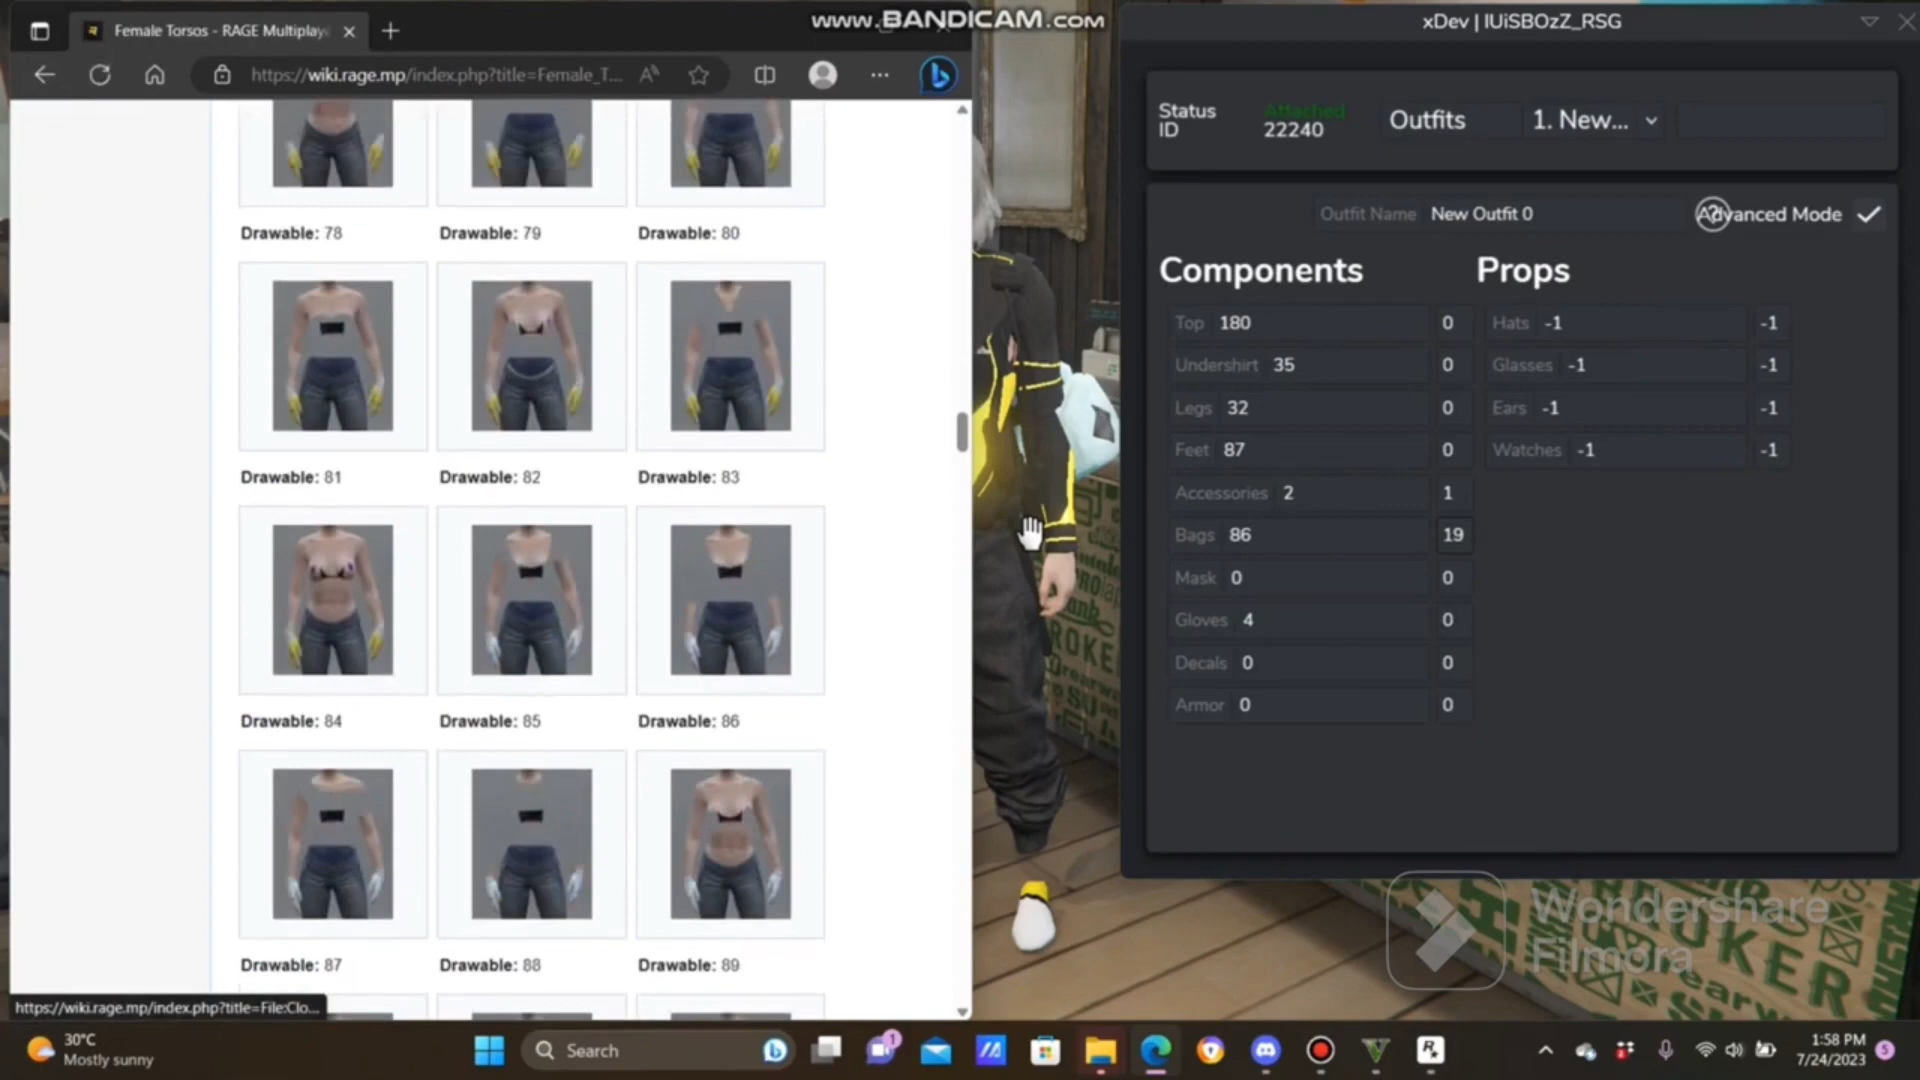 Female Torsos - RAGE Multiplaye
www.BANDICAM.com
xDev | IUiSBOzZ_RSG
https://wiki.rage.mp/index.php?title=Female_T...
Status Attached
ID 22240
Outfits 1. New...
Outfit Name New Outfit 0
Advanced Mode
Components Props
Top 180 0 Hats -1 -1
Undershirt 35 0 Glasses -1 -1
Legs 32 0 Ears -1 -1
Feet 87 0 Watches -1 -1
Accessories 2 1
Bags 86 19
Mask 0 0
Gloves 4 0
Decals 0 0
Armor 0 0
Drawable: 78 Drawable: 79 Drawable: 80
Drawable: 81 Drawable: 82 Drawable: 83
Drawable: 84 Drawable: 85 Drawable: 86
Drawable: 87 Drawable: 88 Drawable: 89
https://wiki.rage.mp/index.php?title=File:Clo...
Wondershare
Filmora
30°C
Mostly sunny
Search
1:58 PM
7/24/2023
5